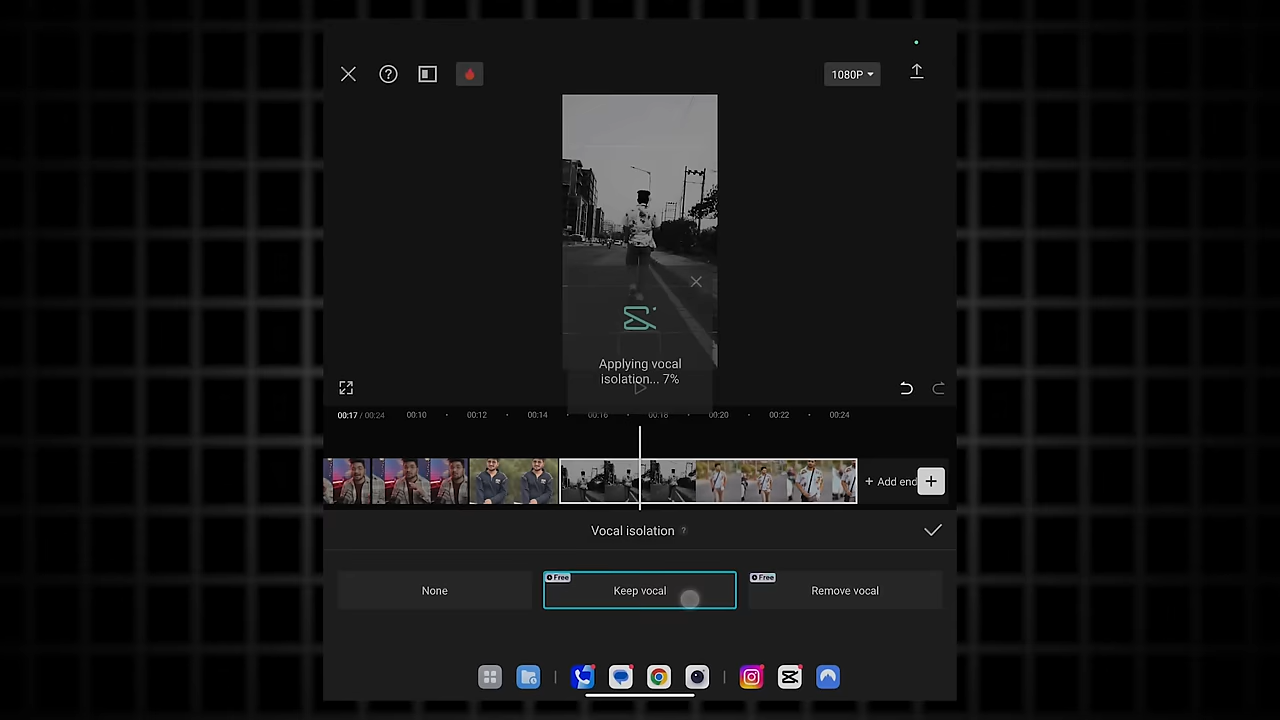 1080P
Applying vocal
isolation... 7%
00:17 / 00:24 00:10 00:12 00:14 00:16 00:18 00:20 00:22 00:24
+ Add end
Vocal isolation ?
None
Free
Keep vocal
Free
Remove vocal